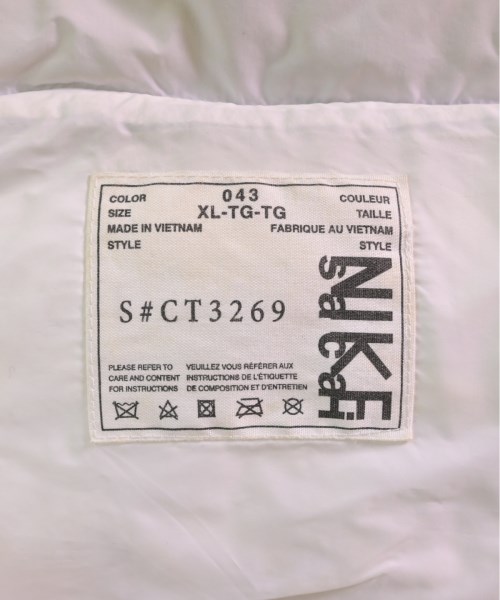 COLOR 043 COULEUR
SIZE XL-TG-TG TAILLE
MADE IN VIETNAM FABRIQUE AU VIETNAM
STYLE STYLE
S#CT3269
NIKE
sacai
PLEASE REFER TO VEUILLEZ VOUS RÉFÉRER AUX
CARE AND CONTENT INSTRUCTIONS DE L'ÉTIQUETTE
FOR INSTRUCTIONS DE COMPOSITION ET D'ENTRETIEN